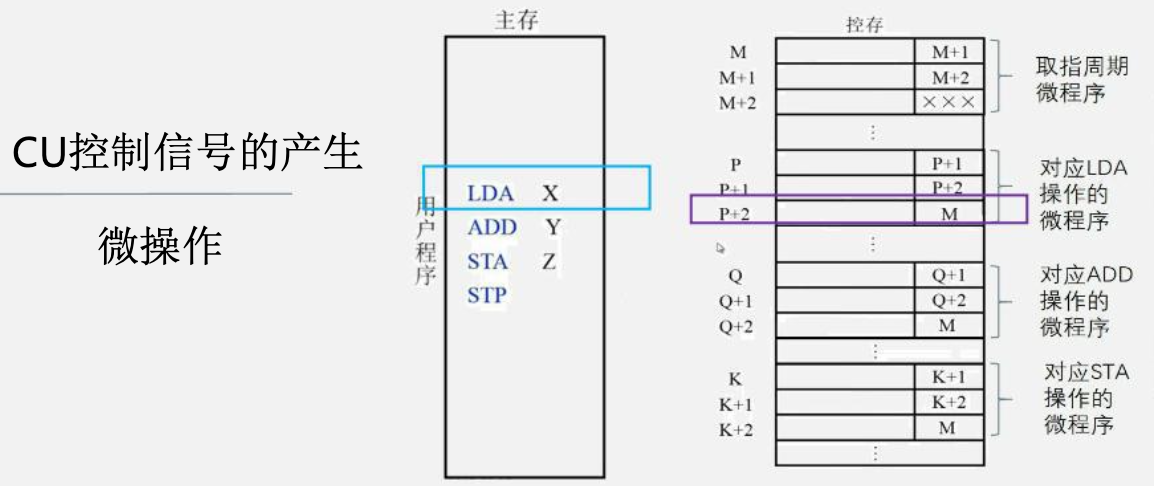 CU控制信号的产生
微操作
主存
用户程序
LDA X
ADD Y
STA Z
STP
控存
M M+1
M+1 M+2
M+2 ×××
⋮
取指周期
微程序
P P+1
P+1 P+2
P+2 M
⋮
对应LDA
操作的
微程序
Q Q+1
Q+1 Q+2
Q+2 M
⋮
对应ADD
操作的
微程序
K K+1
K+1 K+2
K+2 M
⋮
对应STA
操作的
微程序